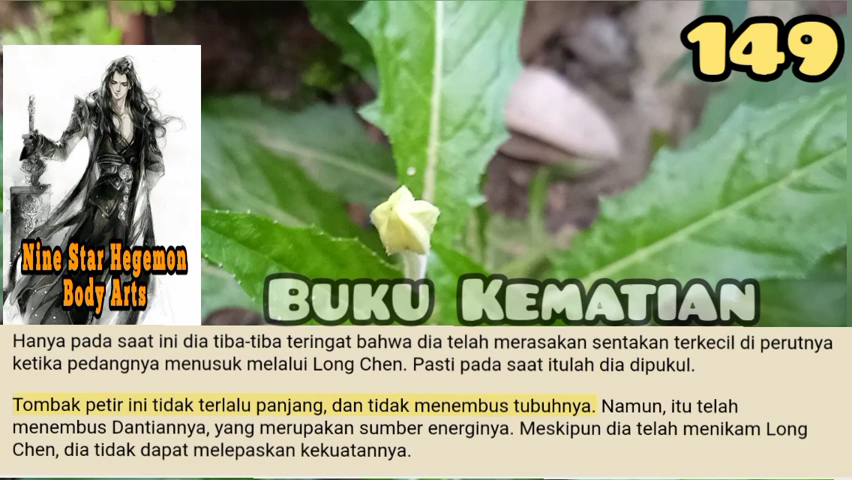 149
Nine Star Hegemon
Body Arts
BUKU KEMATIAN
Hanya pada saat ini dia tiba-tiba teringat bahwa dia telah merasakan sentakan terkecil di perutnya
ketika pedangnya menusuk melalui Long Chen. Pasti pada saat itulah dia dipukul.
Tombak petir ini tidak terlalu panjang, dan tidak menembus tubuhnya. Namun, itu telah
menembus Dantiannya, yang merupakan sumber energinya. Meskipun dia telah menikam Long
Chen, dia tidak dapat melepaskan kekuatannya.